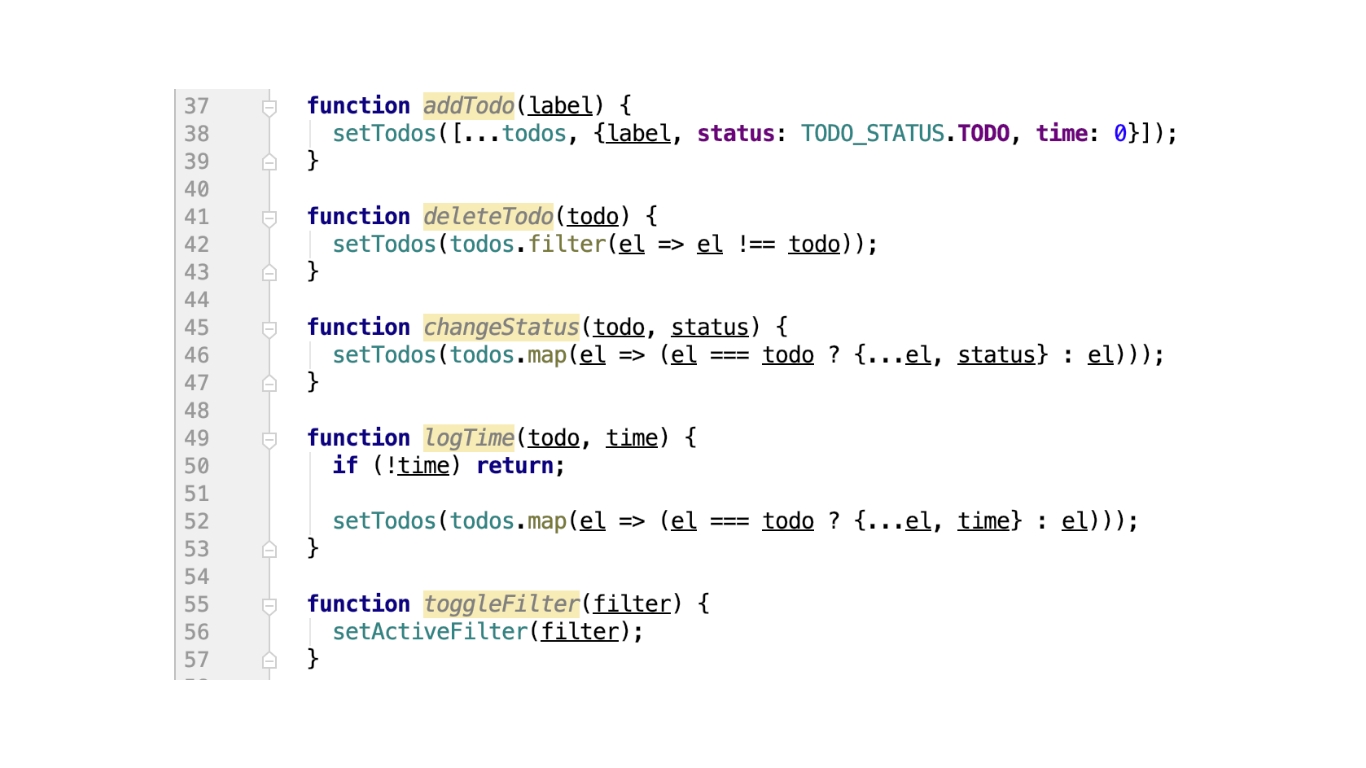 37 function addTodo(label) {
38 setTodos([...todos, {label, status: TODO_STATUS.TODO, time: 0}]);
39 }
40
41 function deleteTodo(todo) {
42 setTodos(todos.filter(el => el !== todo));
43 }
44
45 function changeStatus(todo, status) {
46 setTodos(todos.map(el => (el === todo ? {...el, status} : el)));
47 }
48
49 function logTime(todo, time) {
50 if (!time) return;
51
52 setTodos(todos.map(el => (el === todo ? {...el, time} : el)));
53 }
54
55 function toggleFilter(filter) {
56 setActiveFilter(filter);
57 }